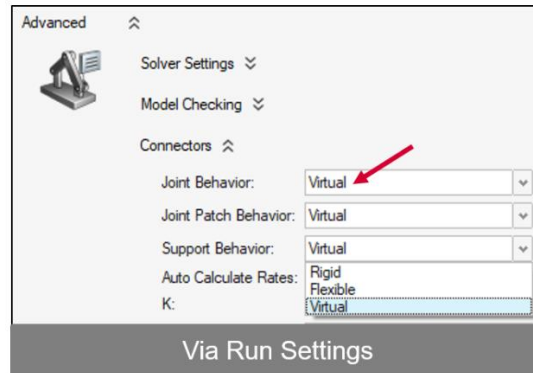 Advanced
Solver Settings
Model Checking
Connectors
Joint Behavior: Virtual
Joint Patch Behavior: Virtual
Support Behavior: Virtual
Auto Calculate Rates: Rigid
Flexible
K: Virtual
Via Run Settings